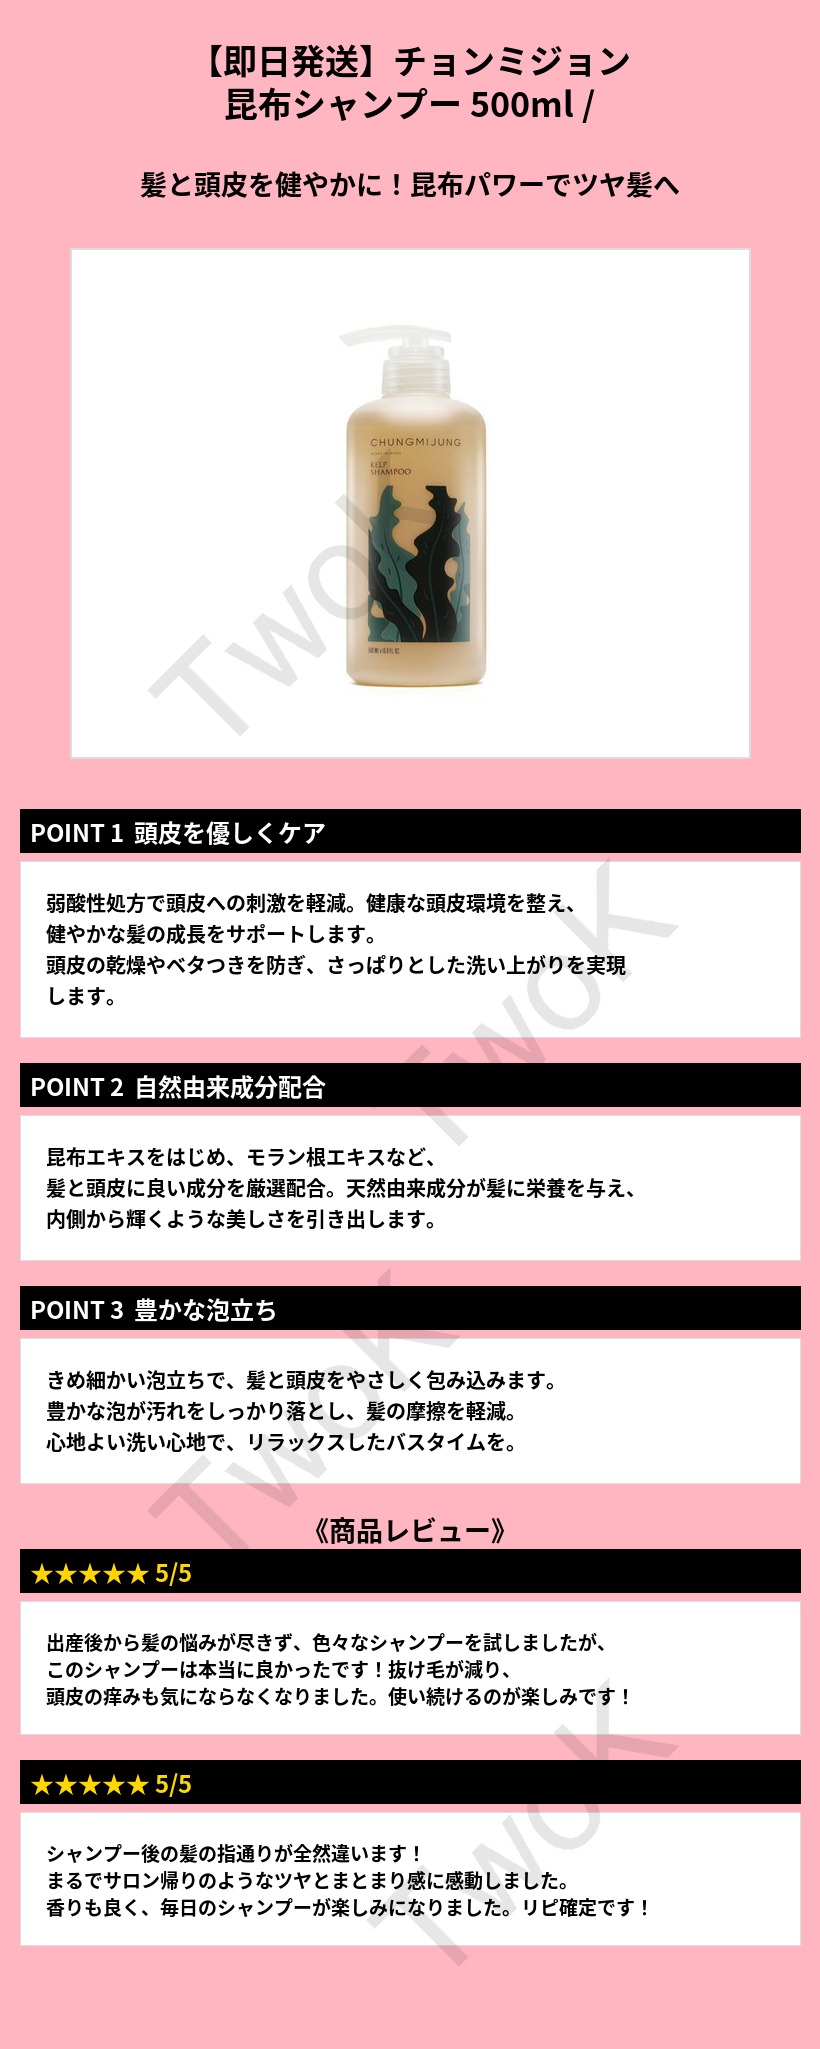 【即日発送】チョンミジョン
昆布シャンプー 500ml /
髪と頭皮を健やかに！昆布パワーでツヤ髪へ
CHUNGMIJUNG
KELP
SHAMPOO
TwoK
POINT 1 頭皮を優しくケア
弱酸性処方で頭皮への刺激を軽減。健康な頭皮環境を整え、
健やかな髪の成長をサポートします。
頭皮の乾燥やベタつきを防ぎ、さっぱりとした洗い上がりを実現
します。
TwoK
POINT 2 自然由来成分配合
昆布エキスをはじめ、モラン根エキスなど、
髪と頭皮に良い成分を厳選配合。天然由来成分が髪に栄養を与え、
内側から輝くような美しさを引き出します。
POINT 3 豊かな泡立ち
きめ細かい泡立ちで、髪と頭皮をやさしく包み込みます。
豊かな泡が汚れをしっかり落とし、髪の摩擦を軽減。
心地よい洗い心地で、リラックスしたバスタイムを。
TwoK
《商品レビュー》
★★★★★ 5/5
出産後から髪の悩みが尽きず、色々なシャンプーを試しましたが、
このシャンプーは本当に良かったです！抜け毛が減り、
頭皮の痒みも気にならなくなりました。使い続けるのが楽しみです！
★★★★★ 5/5
シャンプー後の髪の指通りが全然違います！
まるでサロン帰りのようなツヤとまとまり感に感動しました。
香りも良く、毎日のシャンプーが楽しみになりました。リピ確定です！
TwoK